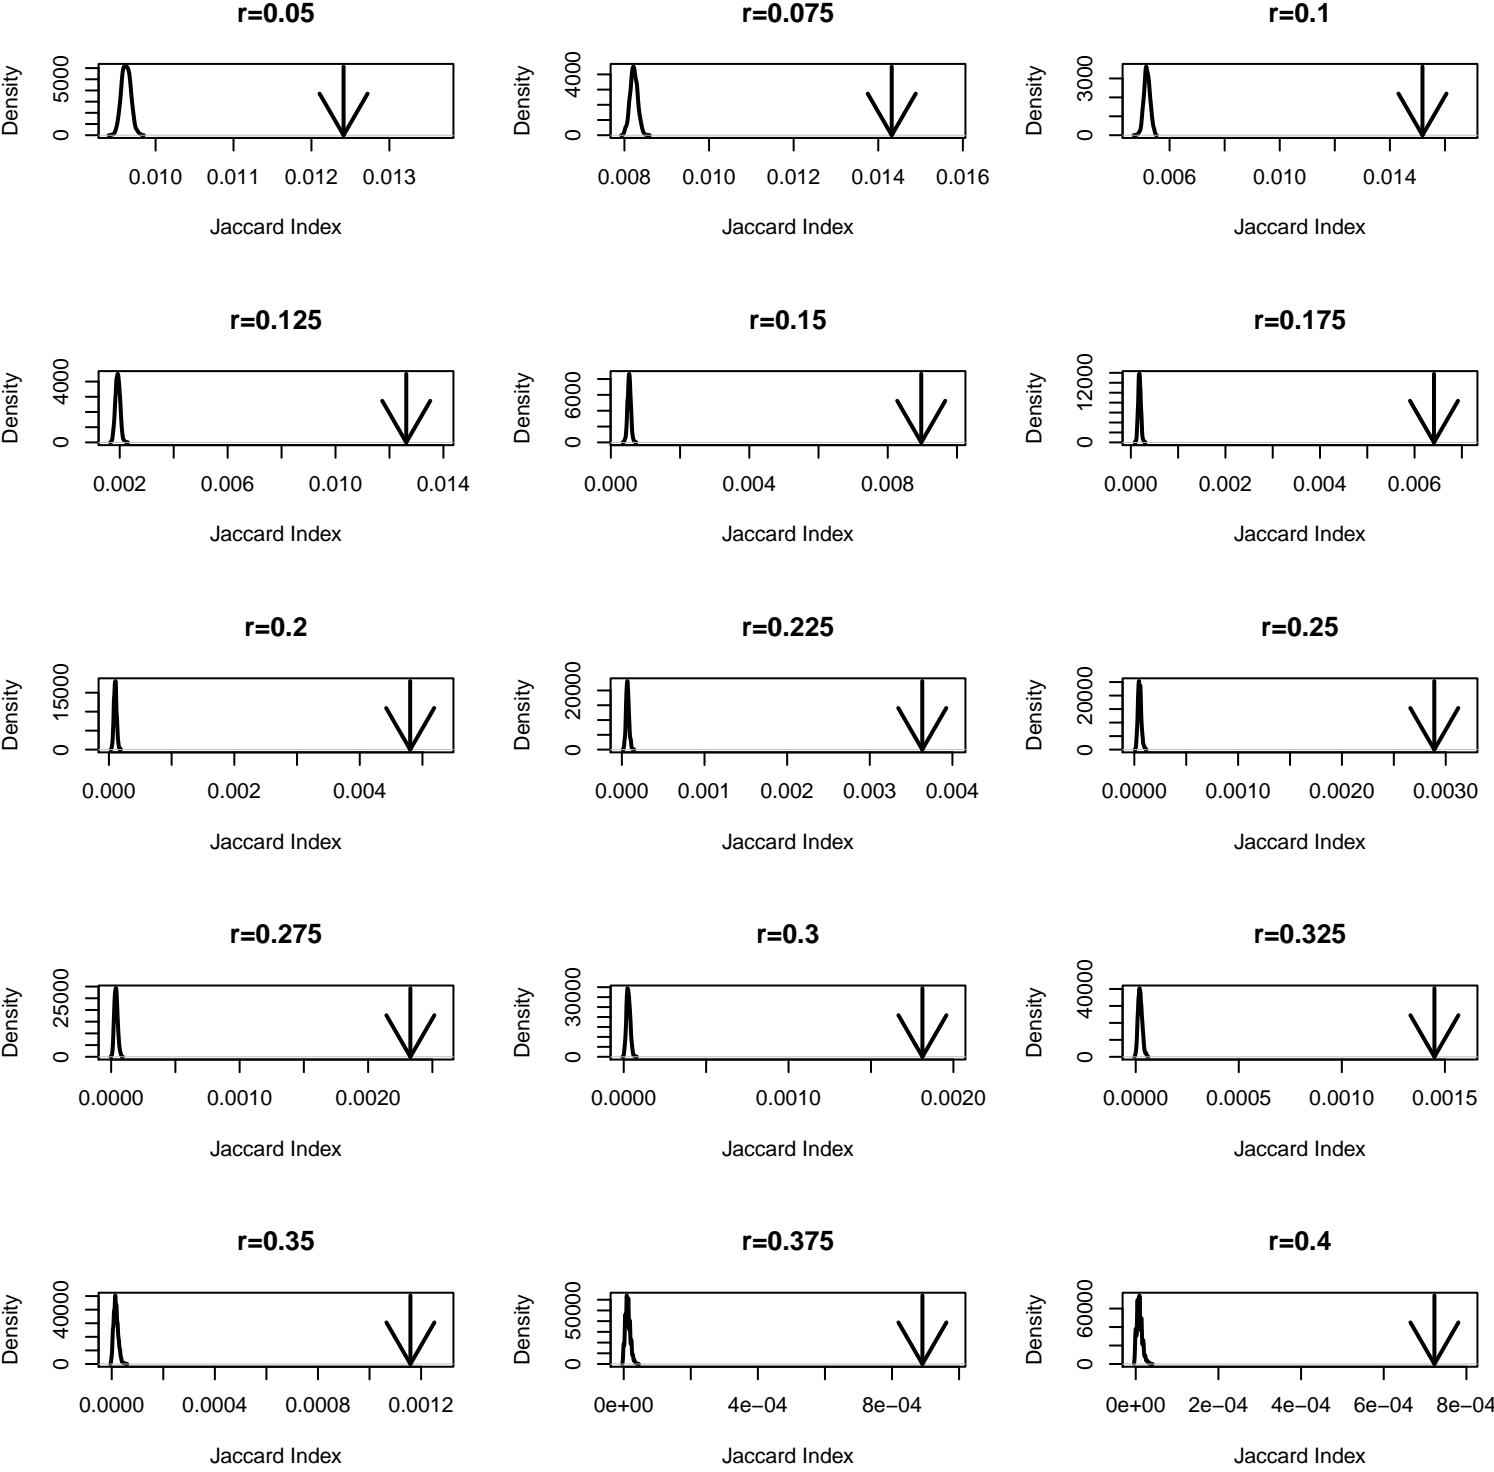 r=0.05
Density
0 5000
0.010 0.011 0.012 0.013
Jaccard Index
r=0.075
Density
0 4000
0.008 0.010 0.012 0.014 0.016
Jaccard Index
r=0.1
Density
0 3000
0.006 0.010 0.014
Jaccard Index
r=0.125
Density
0 4000
0.002 0.006 0.010 0.014
Jaccard Index
r=0.15
Density
0 6000
0.000 0.004 0.008
Jaccard Index
r=0.175
Density
0 12000
0.000 0.002 0.004 0.006
Jaccard Index
r=0.2
Density
0 15000
0.000 0.002 0.004
Jaccard Index
r=0.225
Density
0 20000
0.000 0.001 0.002 0.003 0.004
Jaccard Index
r=0.25
Density
0 20000
0.0000 0.0010 0.0020 0.0030
Jaccard Index
r=0.275
Density
0 25000
0.0000 0.0010 0.0020
Jaccard Index
r=0.3
Density
0 30000
0.0000 0.0010 0.0020
Jaccard Index
r=0.325
Density
0 40000
0.0000 0.0005 0.0010 0.0015
Jaccard Index
r=0.35
Density
0 40000
0.0000 0.0004 0.0008 0.0012
Jaccard Index
r=0.375
Density
0 50000
0e+00 4e−04 8e−04
Jaccard Index
r=0.4
Density
0 60000
0e+00 2e−04 4e−04 6e−04 8e−04
Jaccard Index